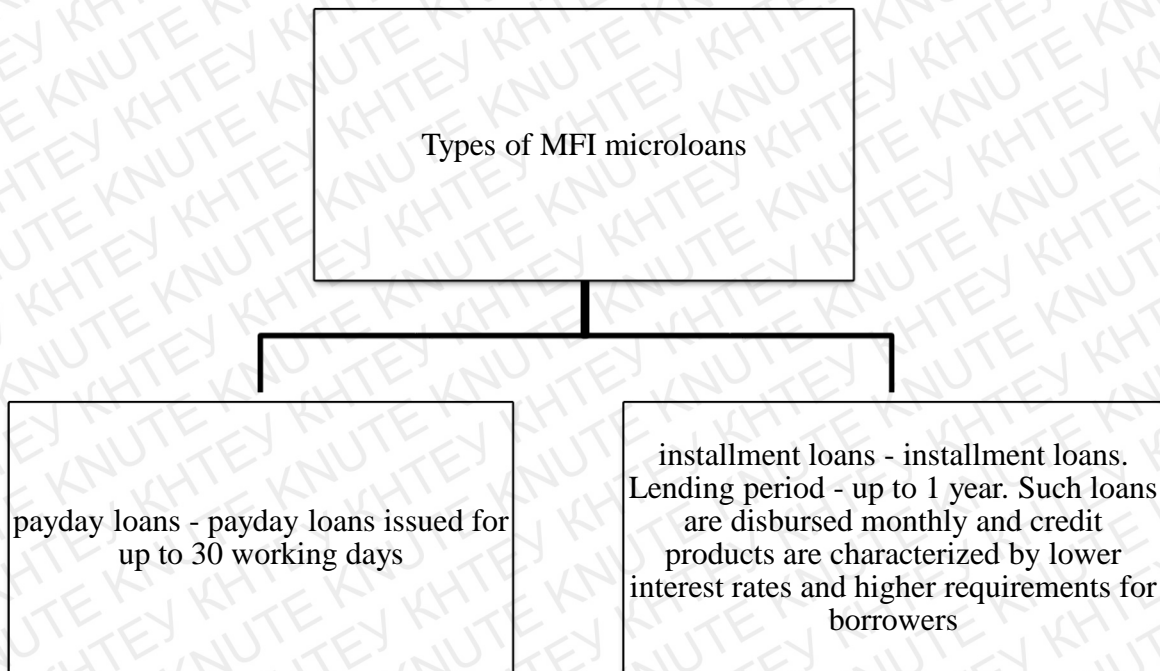 Types of MFI microloans
payday loans - payday loans issued for
up to 30 working days
installment loans - installment loans.
Lending period - up to 1 year. Such loans
are disbursed monthly and credit
products are characterized by lower
interest rates and higher requirements for
borrowers